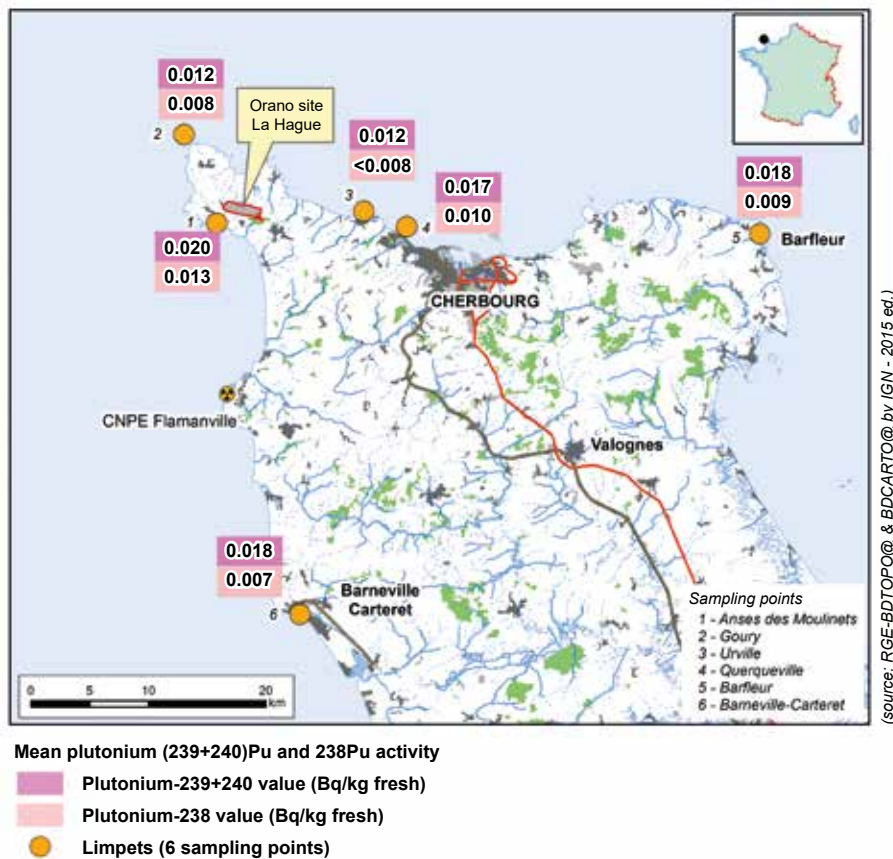 0.012
0.008
2
Orano site
La Hague
0.012
<0.008
3
0.017
0.010
4
0.018
0.009
5
Barfleur
1
0.020
0.013
CHERBOURG
CNPE Flamanville
Valognes
0.018
0.007
6
Barneville
Carteret
Sampling points
1 - Anses des Moulinets
2 - Goury
3 - Urville
4 - Querqueville
5 - Barfleur
6 - Barneville-Carteret
0 5 10 20
km
(source: RGE-BDTOPO@ & BDCARTO@ by IGN - 2015 ed.)
Mean plutonium (239+240)Pu and 238Pu activity
Plutonium-239+240 value (Bq/kg fresh)
Plutonium-238 value (Bq/kg fresh)
Limpets (6 sampling points)